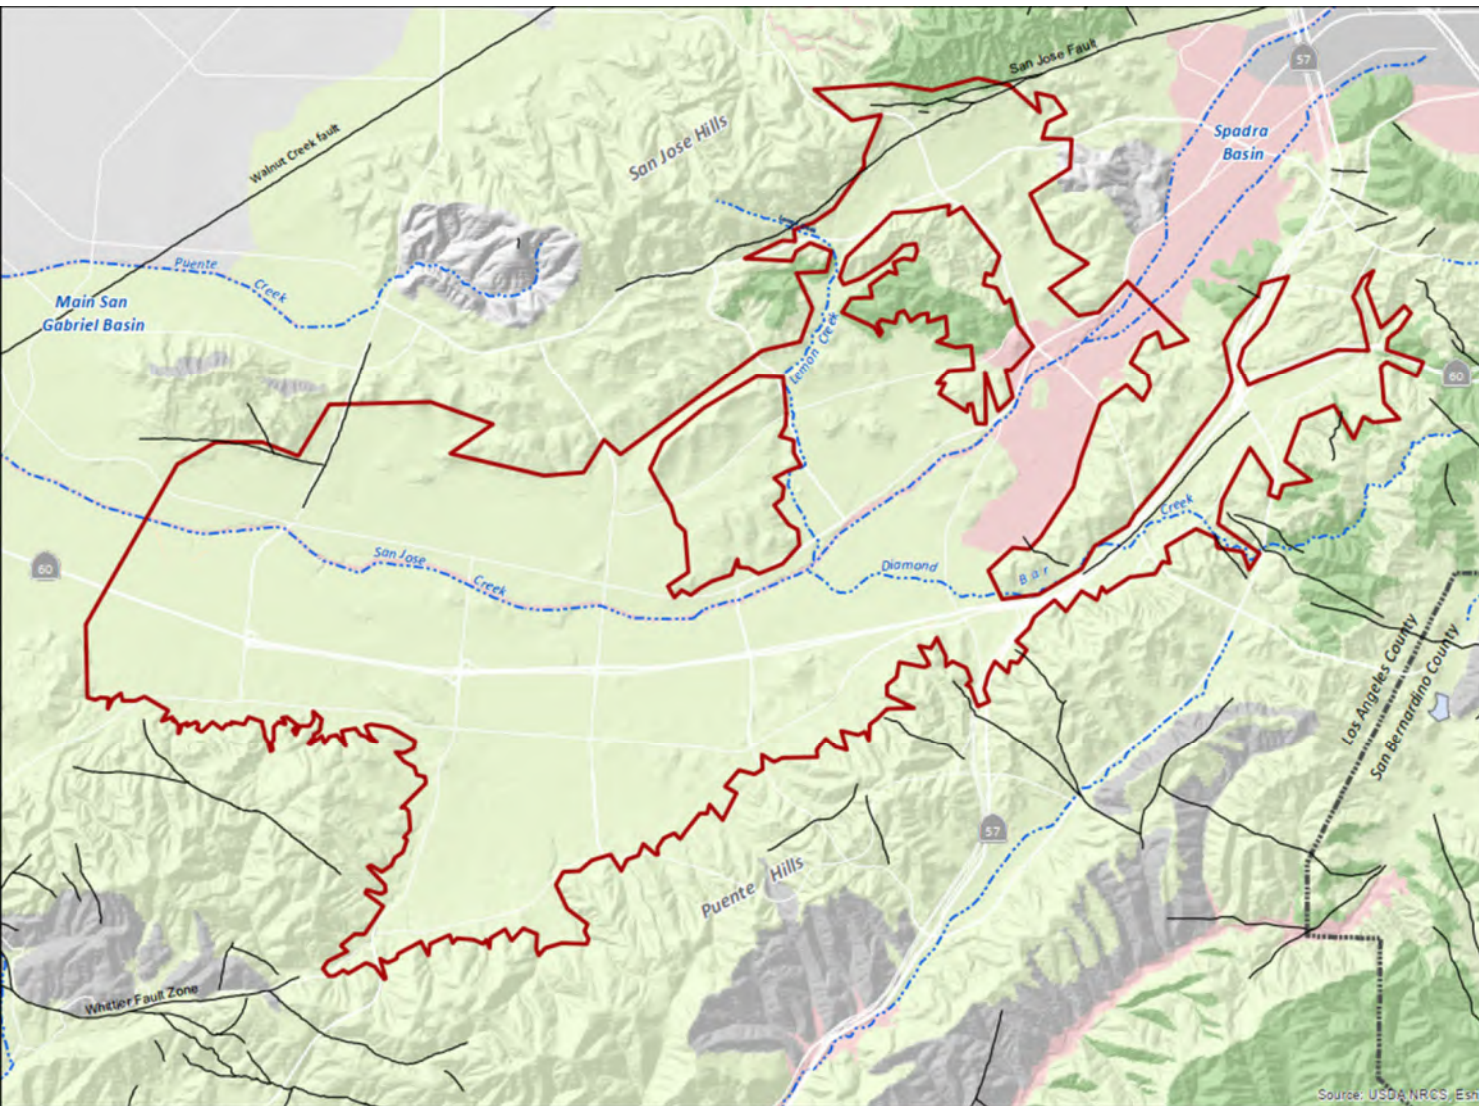 San Jose Fault
57
Spadra
Basin
Walnut Creek fault
San Jose Hills
Puente
Creek
Main San
Gabriel Basin
Lemon Creek
60
San Jose
Creek
60
Diamond
Bar
Creek
Los Angeles County
San Bernardino County
57
Puente Hills
Whittier Fault Zone
Source: USDA NRCS, Esri